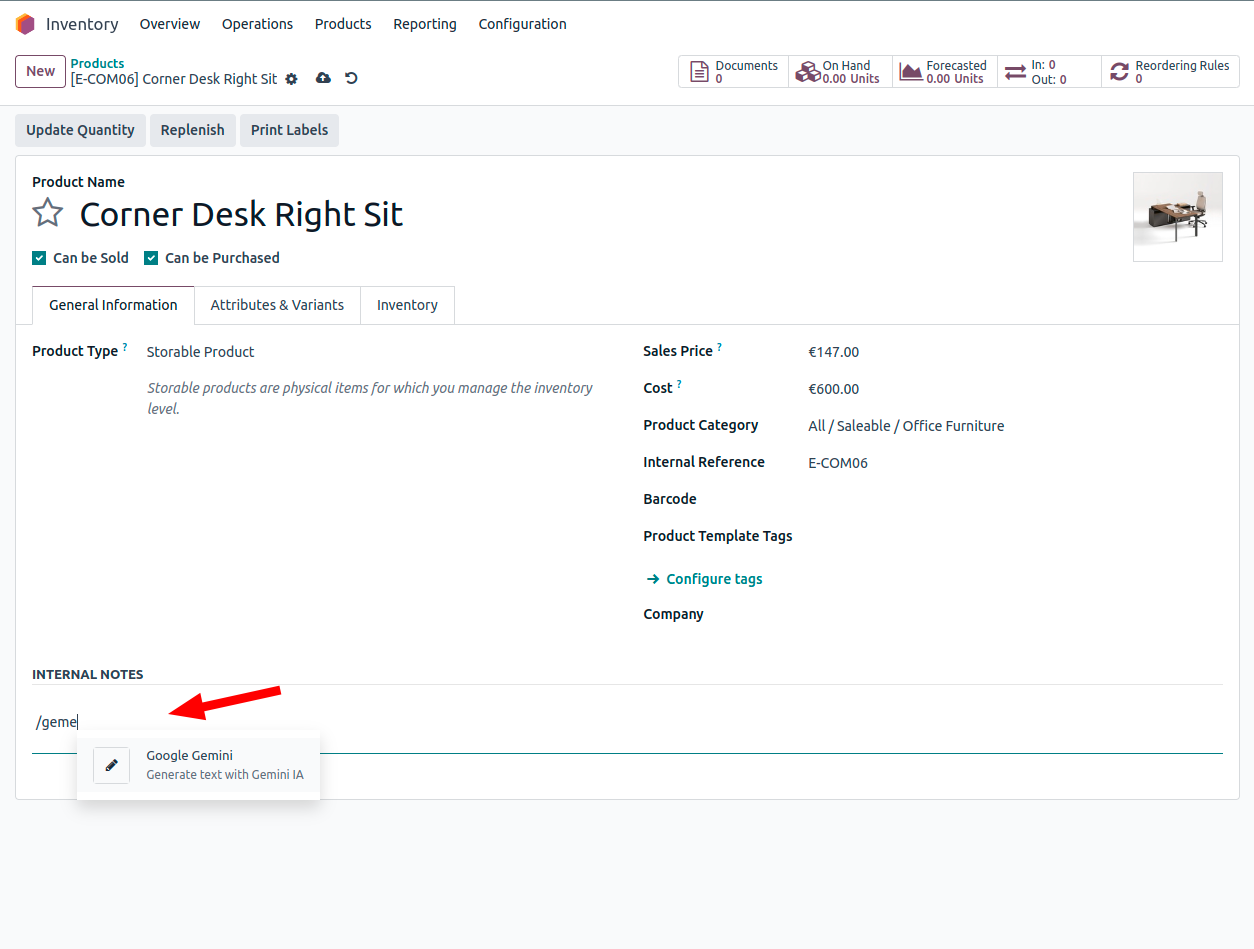 Inventory Overview Operations Products Reporting Configuration
New
Products
[E-COM06] Corner Desk Right Sit
Documents
0
On Hand
0.00 Units
Forecasted
0.00 Units
In: 0
Out: 0
Reordering Rules
0
Update Quantity Replenish Print Labels
Product Name
Corner Desk Right Sit
Can be Sold Can be Purchased
General Information Attributes & Variants Inventory
Product Type ? Storable Product
Storable products are physical items for which you manage the inventory
level.
Sales Price ? €147.00
Cost ? €600.00
Product Category All / Saleable / Office Furniture
Internal Reference E-COM06
Barcode
Product Template Tags
Configure tags
Company
INTERNAL NOTES
/geme
Google Gemini
Generate text with Gemini IA